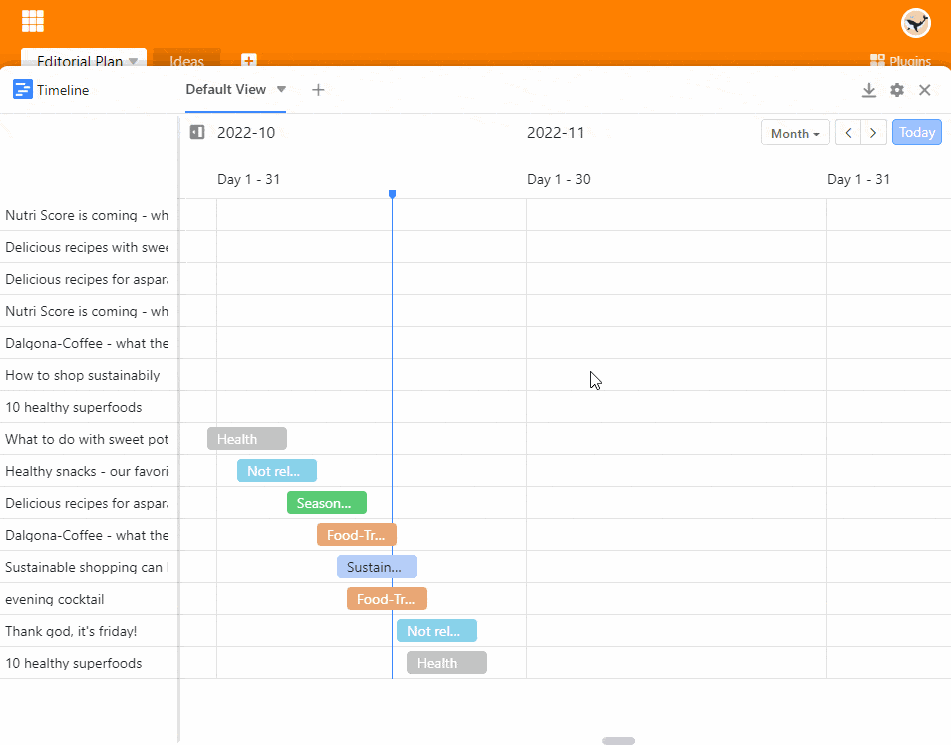 Editorial Plan
Ideas
Plugins
Timeline
Default View
2022-10
2022-11
Month
Today
Day 1 - 31
Day 1 - 30
Day 1 - 31
Nutri Score is coming - wh
Delicious recipes with swee
Delicious recipes for aspar
Nutri Score is coming - wh
Dalgona-Coffee - what the
How to shop sustainabily
10 healthy superfoods
What to do with sweet pot
Health
Healthy snacks - our favori
Not rel...
Delicious recipes for aspar
Season...
Dalgona-Coffee - what the
Food-Tr...
Sustainable shopping can
Sustain...
evening cocktail
Food-Tr...
Thank god, it's friday!
Not rel...
10 healthy superfoods
Health